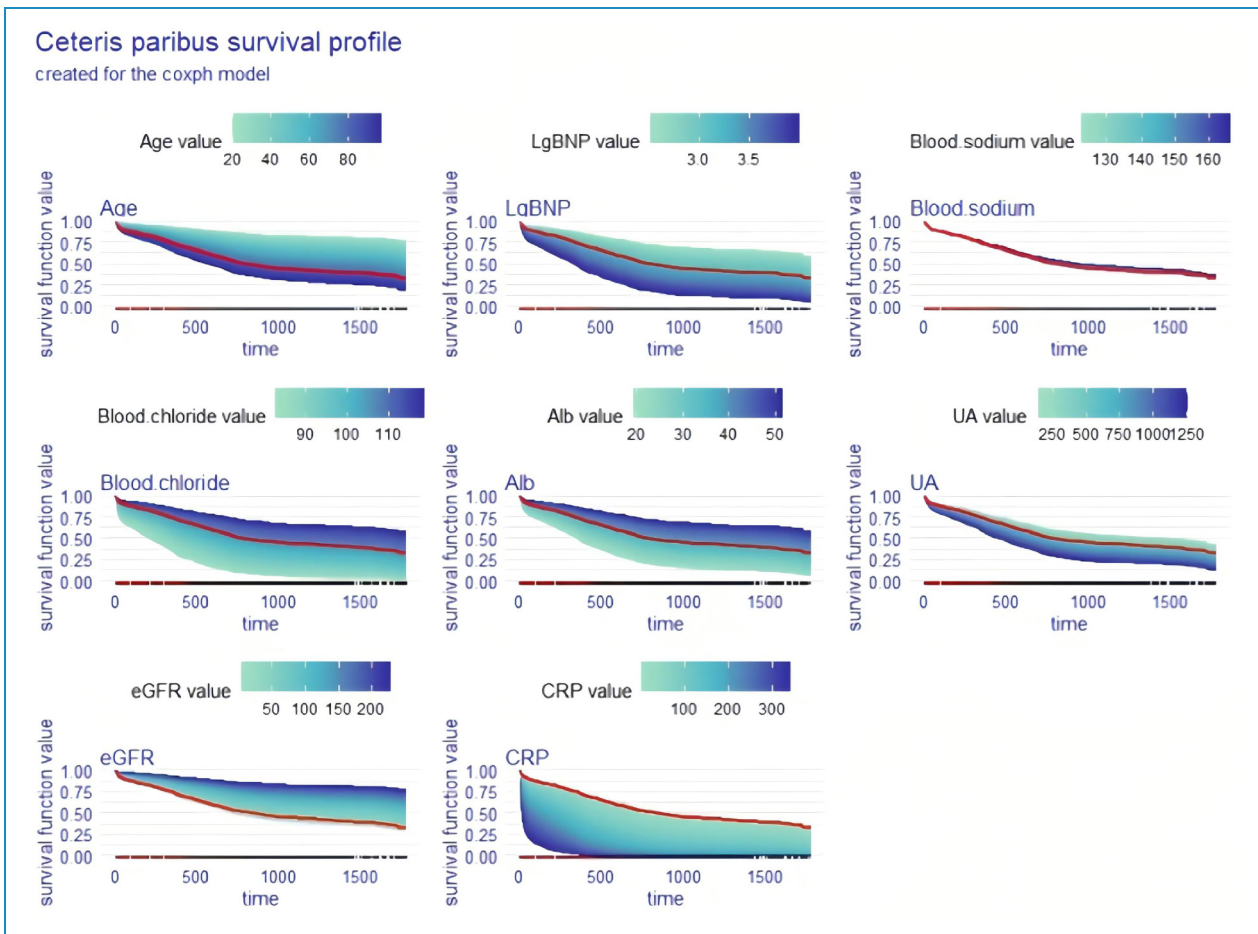 Ceteris paribus survival profile
created for the coxph model
Age value
20 40 60 80
LgBNP value
3.0 3.5
Blood.sodium value
130 140 150 160
survival function value
Age
1.00
0.75
0.50
0.25
0.00
0 500 1000 1500
time
survival function value
LgBNP
1.00
0.75
0.50
0.25
0.00
0 500 1000 1500
time
survival function value
Blood.sodium
1.00
0.75
0.50
0.25
0.00
0 500 1000 1500
time
Blood.chloride value
90 100 110
Alb value
20 30 40 50
UA value
250 500 750 1000 1250
survival function value
Blood.chloride
1.00
0.75
0.50
0.25
0.00
0 500 1000 1500
time
survival function value
Alb
1.00
0.75
0.50
0.25
0.00
0 500 1000 1500
time
survival function value
UA
1.00
0.75
0.50
0.25
0.00
0 500 1000 1500
time
eGFR value
50 100 150 200
CRP value
100 200 300
survival function value
eGFR
1.00
0.75
0.50
0.25
0.00
0 500 1000 1500
time
survival function value
CRP
1.00
0.75
0.50
0.25
0.00
0 500 1000 1500
time